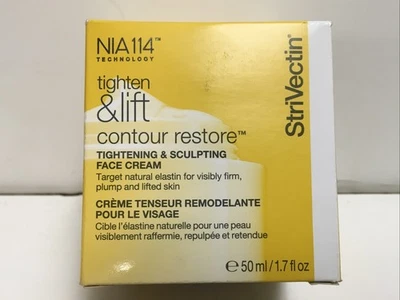 NIA114™
TECHNOLOGY
tighten
&lift
contour restore™
TIGHTENING & SCULPTING
FACE CREAM
Target natural elastin for visibly firm,
plump and lifted skin
CRÈME TENSEUR REMODELANTE
POUR LE VISAGE
Cible l'élastine naturelle pour une peau
visiblement raffermie, repulpée et retendue
℮ 50 ml / 1.7 fl oz
StriVectin®